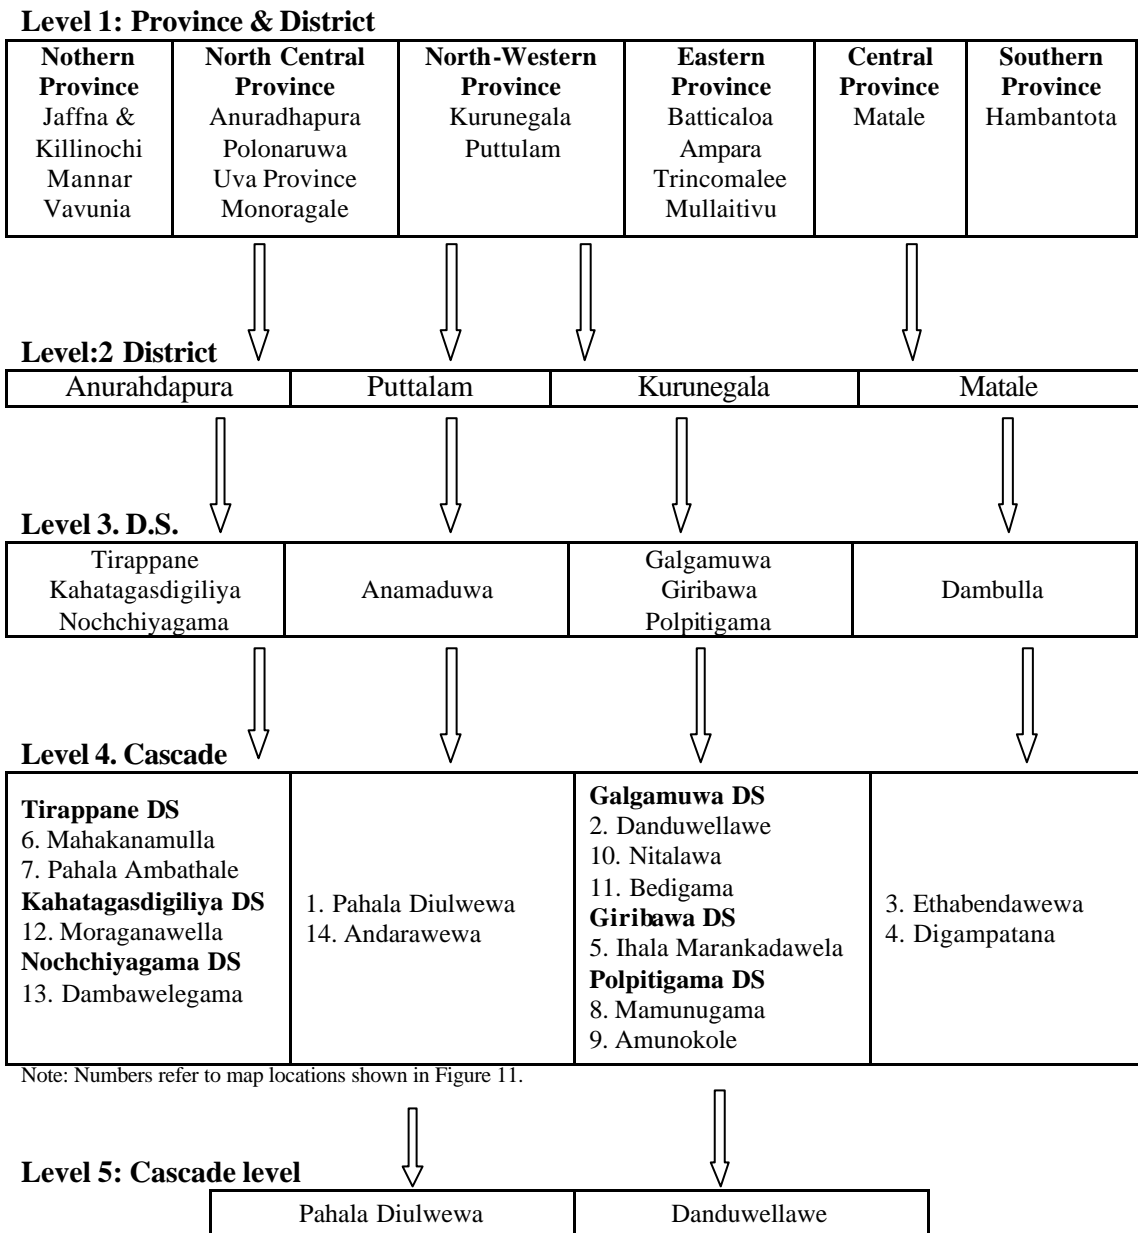 Level 1: Province & District
Nothern
Province
Jaffna &
Killinochi
Mannar
Vavunia
North Central
Province
Anuradhapura
Polonaruwa
Uva Province
Monoragale
North-Western
Province
Kurunegala
Puttulam
Eastern
Province
Batticaloa
Ampara
Trincomalee
Mullaitivu
Central
Province
Matale
Southern
Province
Hambantota
Level:2 District
Anurahdapura
Puttalam
Kurunegala
Matale
Level 3. D.S.
Tirappane
Kahatagasdigiliya
Nochchiyagama
Anamaduwa
Galgamuwa
Giribawa
Polpitigama
Dambulla
Level 4. Cascade
Tirappane DS
6. Mahakanamulla
7. Pahala Ambathale
Kahatagasdigiliya DS
12. Moraganawella
Nochchiyagama DS
13. Dambawelegama
1. Pahala Diulwewa
14. Andarawewa
Galgamuwa DS
2. Danduwellawe
10. Nitalawa
11. Bedigama
Giribawa DS
5. Ihala Marankadawela
Polpitigama DS
8. Mamunugama
9. Amunokole
3. Ethabendawewa
4. Digampatana
Note: Numbers refer to map locations shown in Figure 11.
Level 5: Cascade level
Pahala Diulwewa
Danduwellawe